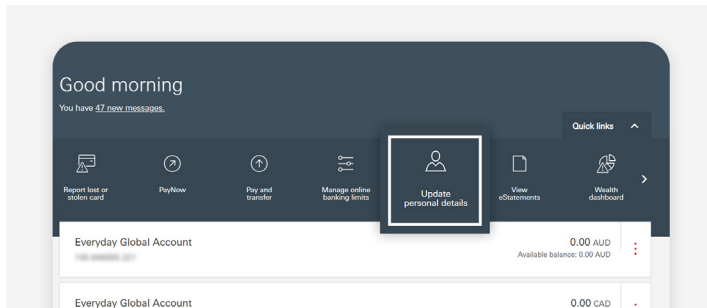 Good morning
You have 47 new messages.
Quick links
Report lost or
stolen card
PayNow
Pay and
transfer
Manage online
banking limits
Update
personal details
View
eStatements
Wealth
dashboard
Everyday Global Account
0.00 AUD
Available balance: 0.00 AUD
Everyday Global Account
0.00 CAD